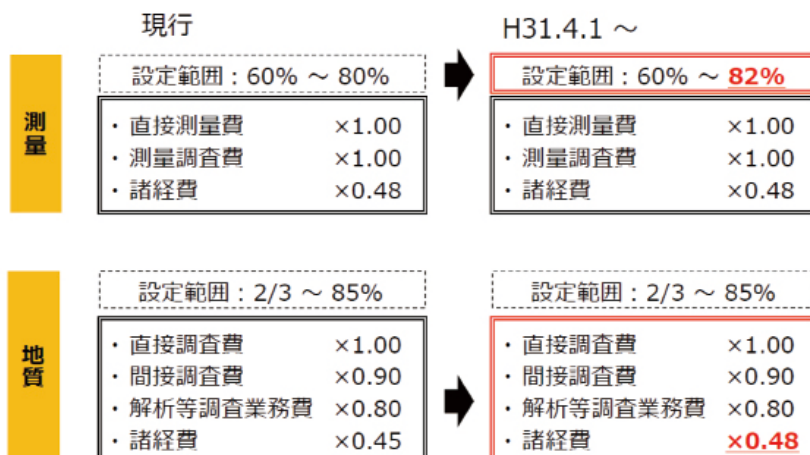 現行
H31.4.1 ~
測量
設定範囲：60% ~ 80%
設定範囲：60% ~ 82%
・直接測量費 ×1.00
・測量調査費 ×1.00
・諸経費 ×0.48
・直接測量費 ×1.00
・測量調査費 ×1.00
・諸経費 ×0.48
地質
設定範囲：2/3 ~ 85%
設定範囲：2/3 ~ 85%
・直接調査費 ×1.00
・間接調査費 ×0.90
・解析等調査業務費 ×0.80
・諸経費 ×0.45
・直接調査費 ×1.00
・間接調査費 ×0.90
・解析等調査業務費 ×0.80
・諸経費 ×0.48